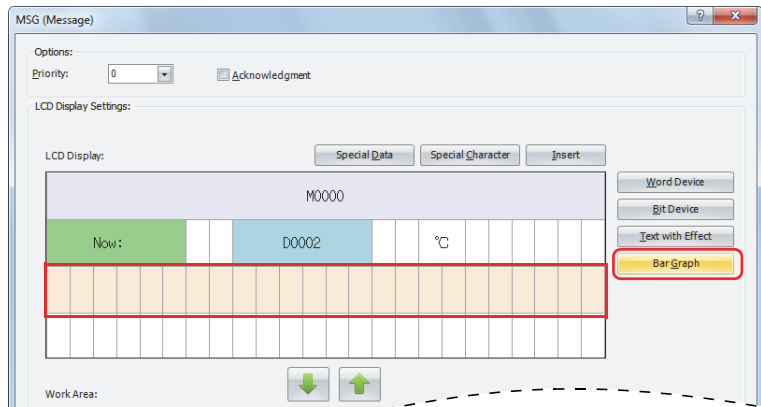 MSG (Message)
?
Options:
Priority: 0 Acknowledgment
LCD Display Settings:
LCD Display: Special Data Special Character Insert
Word Device
M0000
Bit Device
Now: D0002 ℃ Text with Effect
Bar Graph
Work Area: